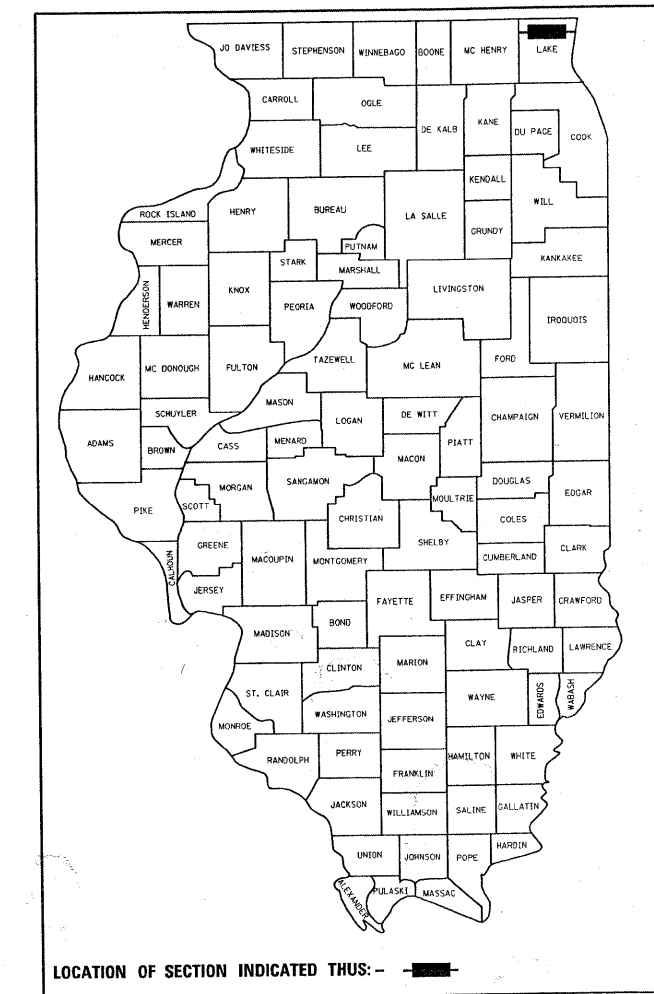 JO DAVIESS STEPHENSON WINNEBAGO BOONE MC HENRY LAKE
CARROLL OGLE DE KALB KANE DU PAGE COOK
WHITESIDE LEE
KENDALL WILL
ROCK ISLAND HENRY BUREAU LA SALLE GRUNDY
MERCER PUTNAM KANKAKEE
HENDERSON WARREN KNOX STARK MARSHALL
PEORIA WOODFORD LIVINGSTON IROQUOIS
HANCOCK MC DONOUGH FULTON TAZEWELL MC LEAN FORD
SCHUYLER MASON LOGAN DE WITT CHAMPAIGN VERMILION
ADAMS BROWN CASS MENARD MACON PIATT
PIKE SCOTT MORGAN SANGAMON MOULTRIE DOUGLAS EDGAR
CHRISTIAN COLES
CALHOUN GREENE MACOUPIN MONTGOMERY SHELBY CUMBERLAND CLARK
JERSEY FAYETTE EFFINGHAM JASPER CRAWFORD
MADISON BOND CLAY RICHLAND LAWRENCE
CLINTON MARION
ST. CLAIR WAYNE EDWARDS WABASH
MONROE WASHINGTON JEFFERSON
RANDOLPH PERRY HAMILTON WHITE
FRANKLIN
JACKSON WILLIAMSON SALINE GALLATIN
UNION JOHNSON POPE HARDIN
ALEXANDER PULASKI MASSAC
LOCATION OF SECTION INDICATED THUS: -